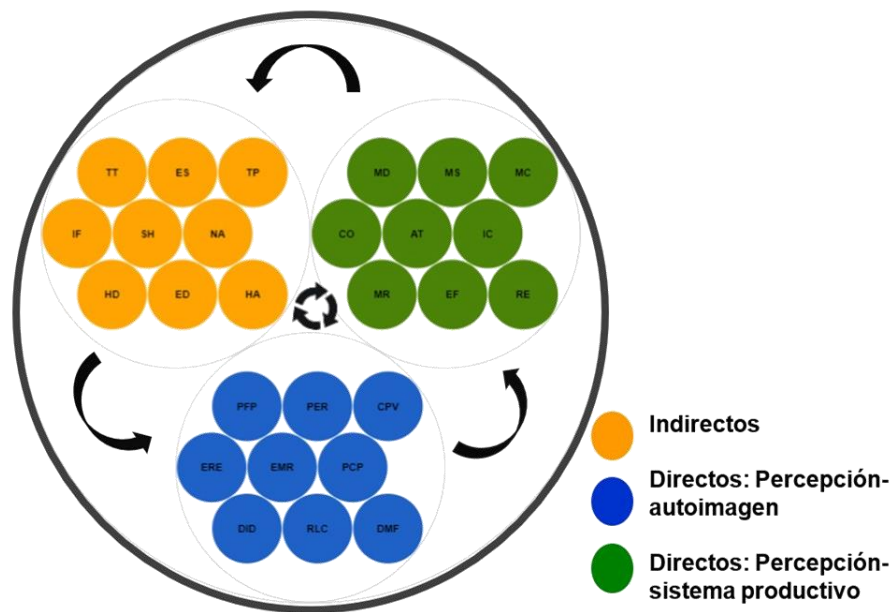 TT ES TP
IF SH NA
HD ED HA
MD MS MC
CO AT IC
MR EF RE
PFP PER CPV
ERE EMR PCP
DID RLC DMF
Indirectos
Directos: Percepción-
autoimagen
Directos: Percepción-
sistema productivo